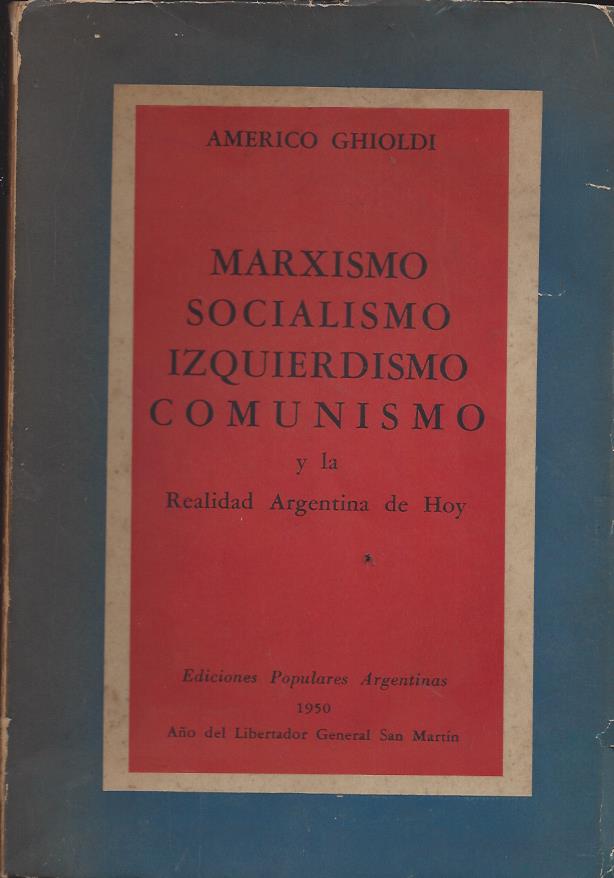 AMERICO GHIOLDI
MARXISMO
SOCIALISMO
IZQUIERDISMO
COMUNISMO
y la
Realidad Argentina de Hoy
Ediciones Populares Argentinas
1950
Año del Libertador General San Martín